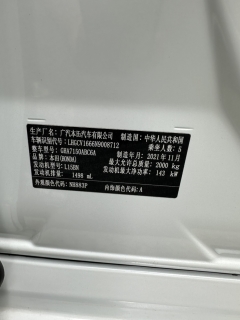 生产厂名：广汽本田汽车有限公司 制造国：中华人民共和国
车辆识别代号：LHGCV1666N8008712 乘坐人数：5
车辆型号：GHA7150ABC6A 制造年月：2021年11月
品牌：本田(HONDA) 最大允许总质量：2000 kg
发动机型号：L15BN 发动机最大净功率：143 kW
发动机排量：1498 mL
外观颜色代码：NH883P 内饰颜色代码：A